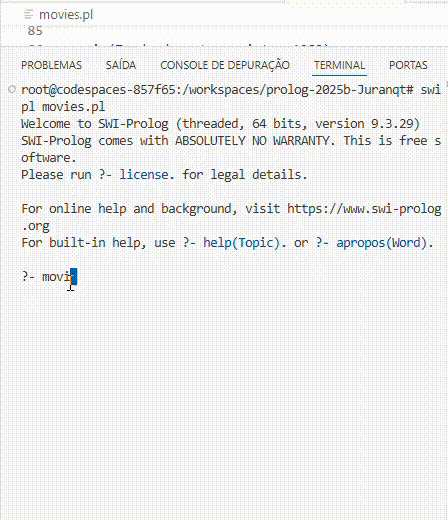 movies.pl
85
PROBLEMAS SAÍDA CONSOLE DE DEPURAÇÃO TERMINAL PORTAS
root@codespaces-857f65:/workspaces/prolog-2025b-Juranqt# swi
pl movies.pl
Welcome to SWI-Prolog (threaded, 64 bits, version 9.3.29)
SWI-Prolog comes with ABSOLUTELY NO WARRANTY. This is free s
oftware.
Please run ?- license. for legal details.
For online help and background, visit https://www.swi-prolog
.org
For built-in help, use ?- help(Topic). or ?- apropos(Word).
?- movi